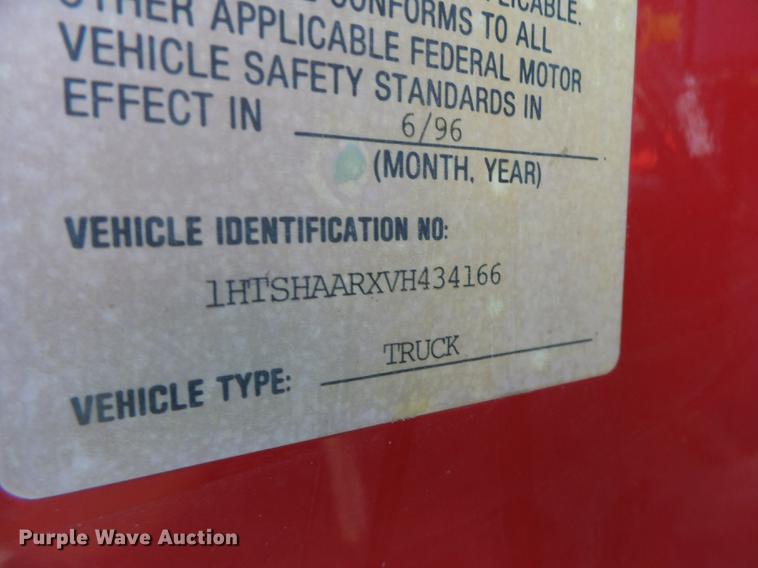 CONFORMS TO ALL
OTHER APPLICABLE FEDERAL MOTOR
VEHICLE SAFETY STANDARDS IN
EFFECT IN 6/96
(MONTH, YEAR)
VEHICLE IDENTIFICATION NO:
1HTSHAARXVH434166
VEHICLE TYPE: TRUCK
Purple Wave Auction